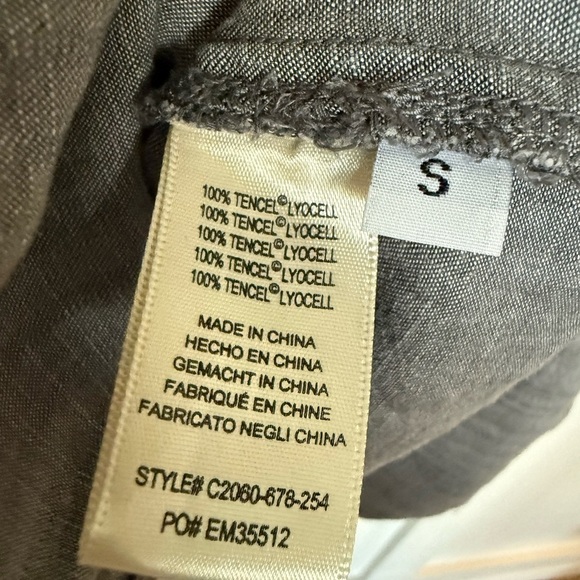 S
100% TENCEL©LYOCELL
100% TENCEL©LYOCELL
100% TENCEL©LYOCELL
100% TENCEL©LYOCELL
100% TENCEL©LYOCELL
MADE IN CHINA
HECHO EN CHINA
GEMACHT IN CHINA
FABRIQUÉ EN CHINE
FABRICATO NEGLI CHINA
STYLE# C2060-678-254
PO# EM35512